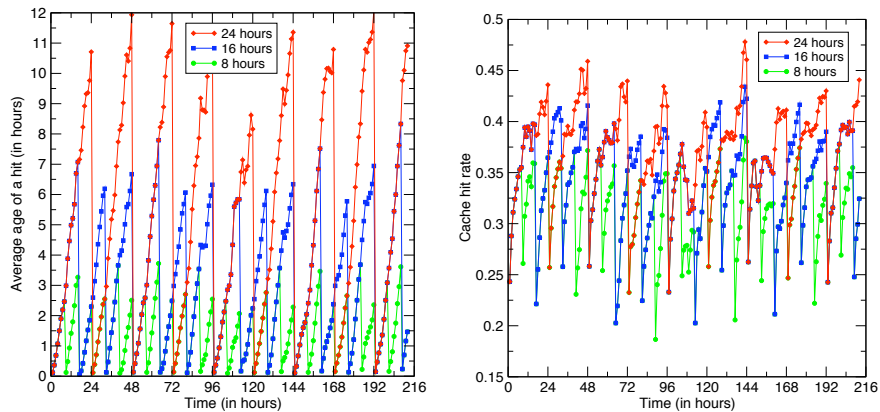 12
11
10
9
8
7
6
5
4
3
2
1
0
Average age of a hit (in hours)
24 hours
16 hours
8 hours
0 24 48 72 96 120 144 168 192 216
Time (in hours)
0.5
0.45
0.4
0.35
0.3
0.25
0.2
0.15
Cache hit rate
24 hours
16 hours
8 hours
0 24 48 72 96 120 144 168 192 216
Time (in hours)